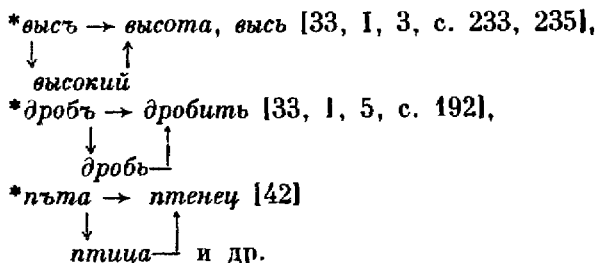 *высъ → высота, высь [33, I, 3, с. 233, 235],
↓ ↑
высокий
*дробъ → дробить [33, I, 5, с. 192],
↓ ↑
дробь
*пъта → птенец [42]
↓ ↑
птица и др.